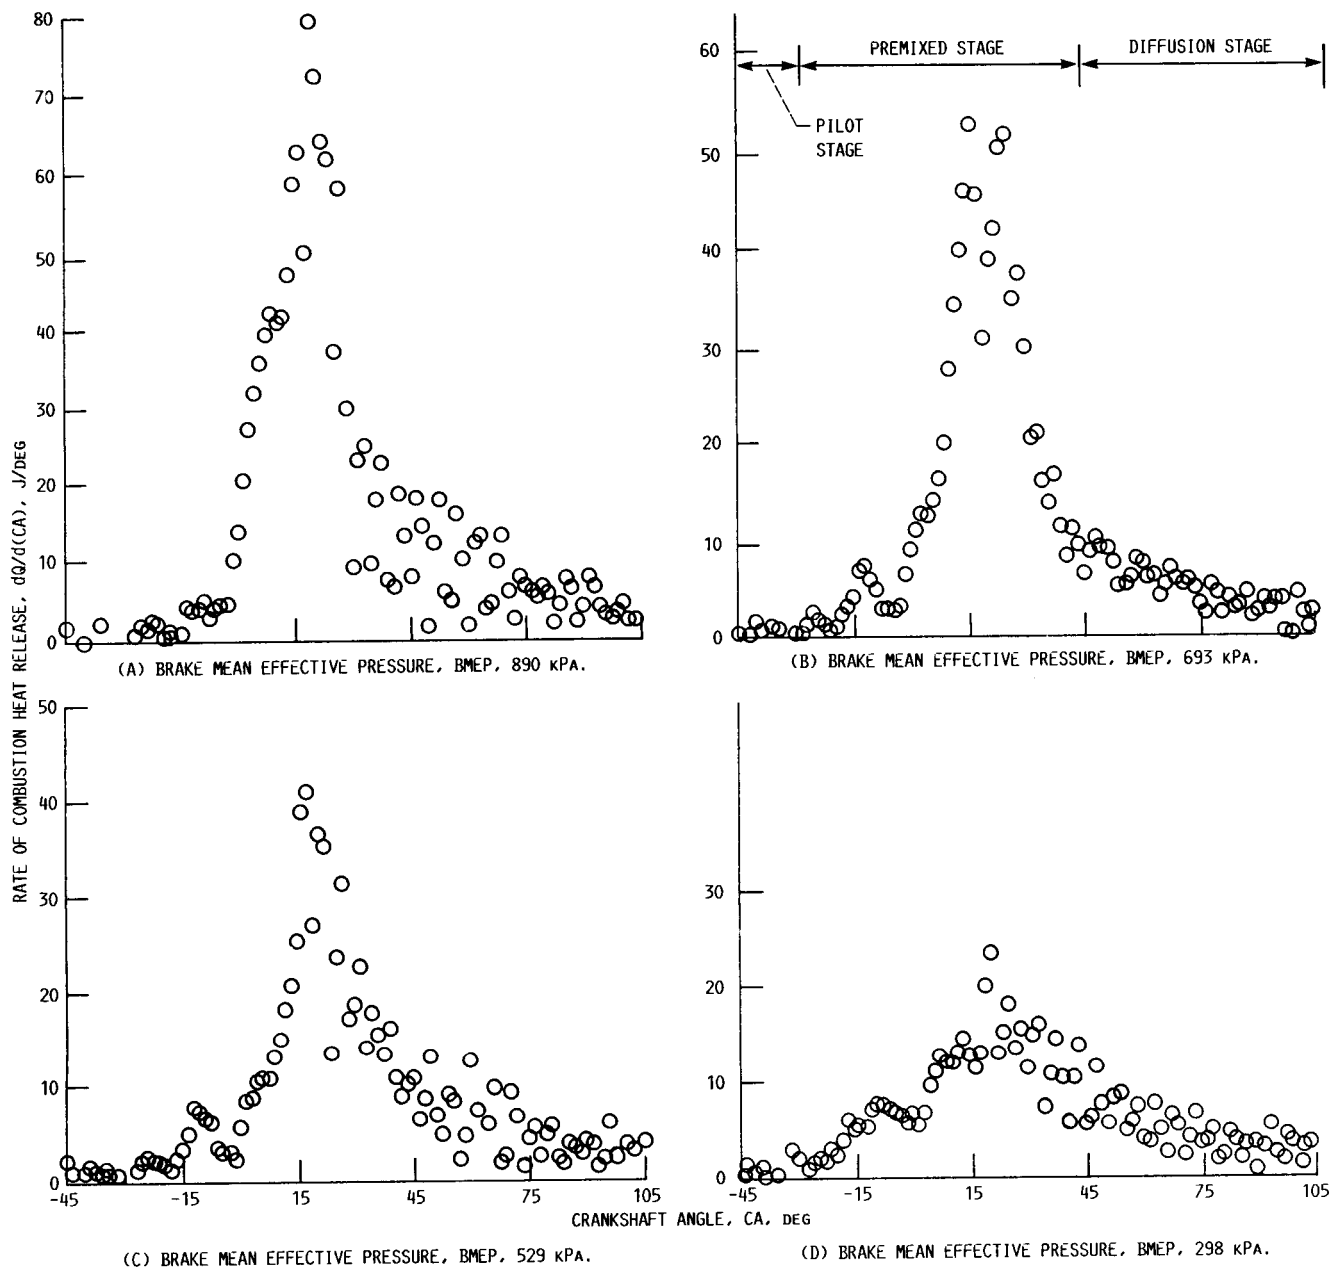 80
70
60
50
40
30
20
10
0
(A) BRAKE MEAN EFFECTIVE PRESSURE, BMEP, 890 KPA.
60
50
40
30
20
10
0
PREMIXED STAGE
DIFFUSION STAGE
PILOT
STAGE
(B) BRAKE MEAN EFFECTIVE PRESSURE, BMEP, 693 KPA.
RATE OF COMBUSTION HEAT RELEASE, dQ/d(CA), J/DEG
50
40
30
20
10
0
-45 -15 15 45 75 105
30
20
10
0
-45 -15 15 45 75 105
CRANKSHAFT ANGLE, CA, DEG
(C) BRAKE MEAN EFFECTIVE PRESSURE, BMEP, 529 KPA.
(D) BRAKE MEAN EFFECTIVE PRESSURE, BMEP, 298 KPA.